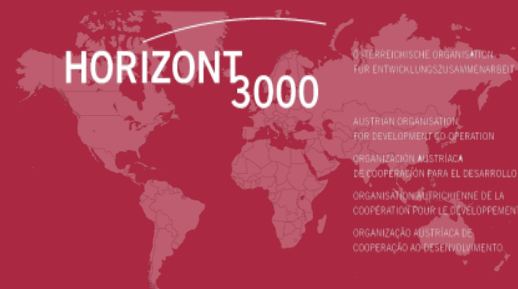 HORIZONT
3000
ÖSTERREICHISCHE ORGANISATION
FÜR ENTWICKLUNGSZUSAMMENARBEIT
AUSTRIAN ORGANISATION
FOR DEVELOPMENT CO OPERATION
ORGANIZACIÓN AUSTRÍACA
DE COOPERACIÓN PARA EL DESARROLLO
ORGANISATION AUTRICHIENNE DE LA
COOPÉRATION POUR LE DÉVELOPPEMENT
ORGANIZAÇÃO AUSTRÍACA DE
COOPERAÇÃO AO DESENVOLVIMENTO